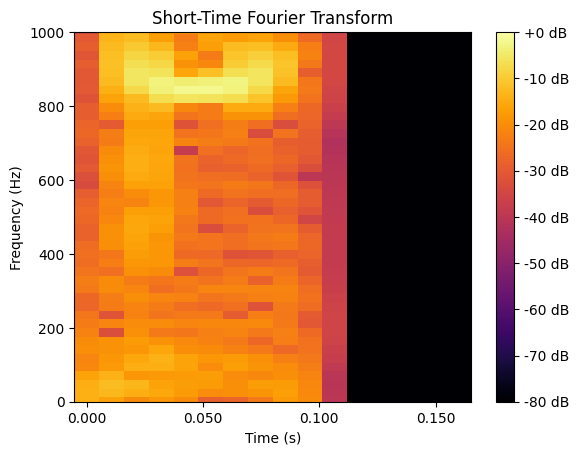 Short-Time Fourier Transform
1000
800
600
400
200
0
Frequency (Hz)
0.000
0.050
0.100
0.150
Time (s)
+0 dB
-10 dB
-20 dB
-30 dB
-40 dB
-50 dB
-60 dB
-70 dB
-80 dB